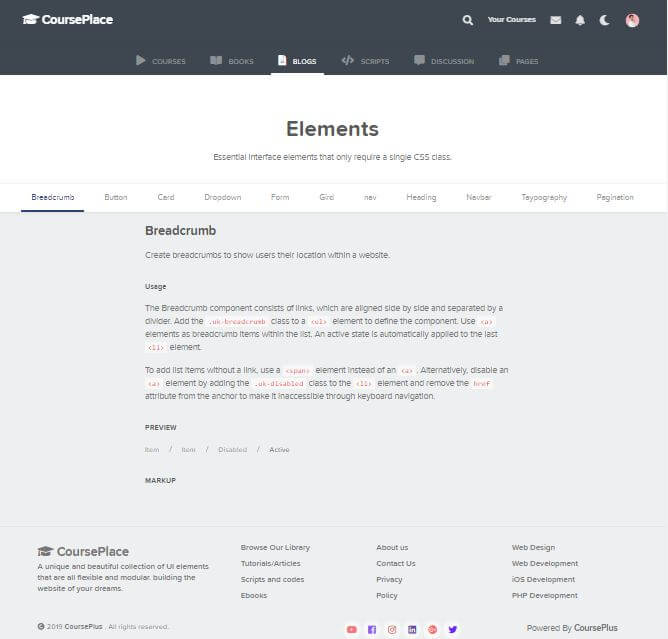 CoursePlace
Your Courses
COURSES BOOKS BLOGS SCRIPTS DISCUSSION PAGES
Elements
Essential interface elements that only require a single CSS class.
Breadcrumb Button Card Dropdown Form Gird nav Heading Navbar Taypography Pagination
Breadcrumb
Create breadcrumbs to show users their location within a website.
Usage
The Breadcrumb component consists of links, which are aligned side by side and separated by a
divider. Add the .uk-breadcrumb class to a <ul> element to define the component. Use <a>
elements as breadcrumb items within the list. An active state is automatically applied to the last
<li> element.
To add list items without a link, use a <span> element instead of an <a>. Alternatively, disable an
<a> element by adding the .uk-disabled class to the <li> element and remove the href
attribute from the anchor to make it inaccessible through keyboard navigation.
PREVIEW
Item / Item / Disabled / Active
MARKUP
CoursePlace
A unique and beautiful collection of UI elements
that are all flexible and modular. building the
website of your dreams.
Browse Our Library
Tutorials/Articles
Scripts and codes
Ebooks
About us
Contact Us
Privacy
Policy
Web Design
Web Development
iOS Development
PHP Development
© 2019 CoursePlus . All rights reserved.
Powered By CoursePlus